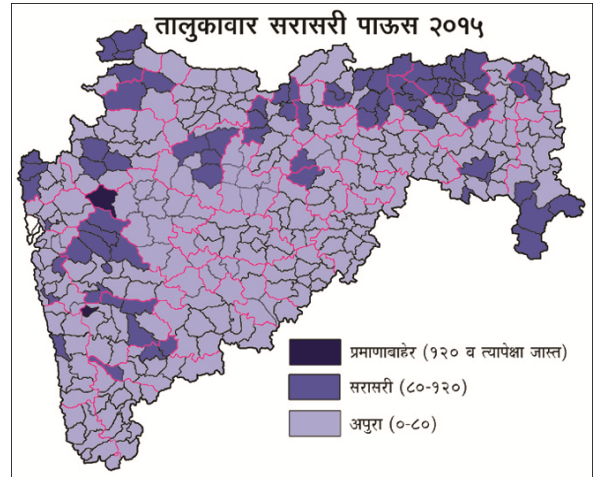 तालुकावार सरासरी पाऊस २०१५
प्रमाणाबाहेर (१२० व त्यापेक्षा जास्त)
सरासरी (८०-१२०)
अपुरा (०-८०)